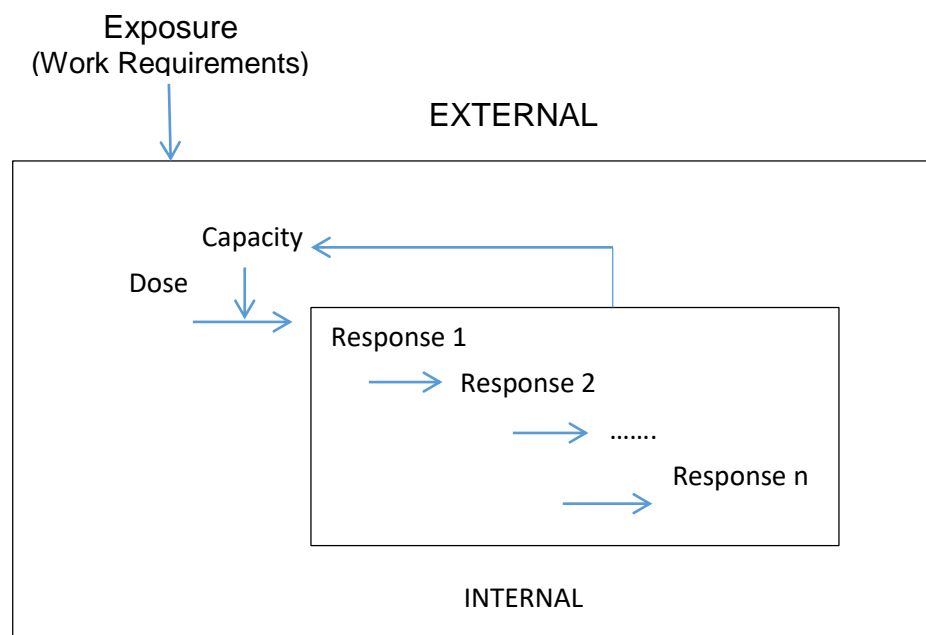 Exposure
(Work Requirements)
EXTERNAL
Capacity
Dose
Response 1
Response 2
.......
Response n
INTERNAL